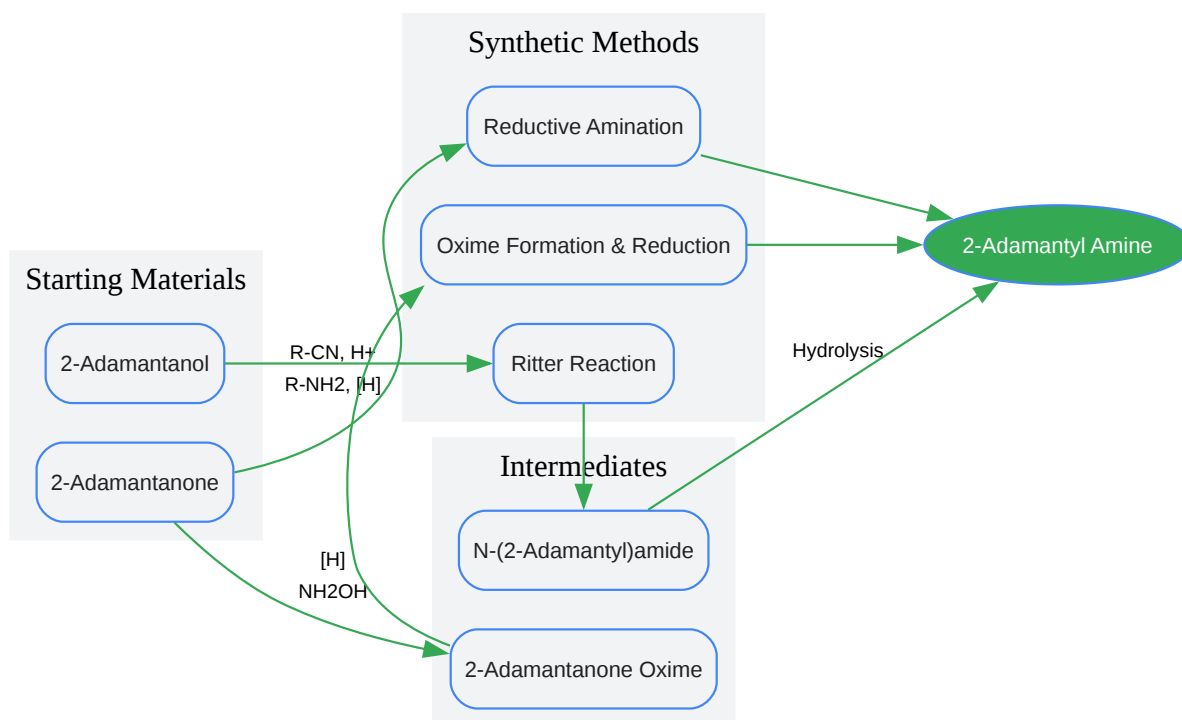 Synthetic Methods
Reductive Amination
Oxime Formation & Reduction
2-Adamantyl Amine
Starting Materials
2-Adamantanol
R-CN, H+
Ritter Reaction
Hydrolysis
R-NH2, [H]
2-Adamantanone
Intermediates
N-(2-Adamantyl)amide
[H]
NH2OH
2-Adamantanone Oxime